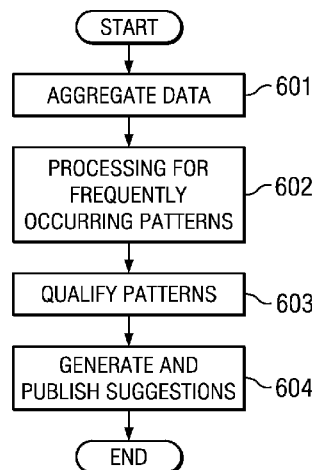 START
AGGREGATE DATA
601
PROCESSING FOR
FREQUENTLY
OCCURRING PATTERNS
602
QUALIFY PATTERNS
603
GENERATE AND
PUBLISH SUGGESTIONS
604
END